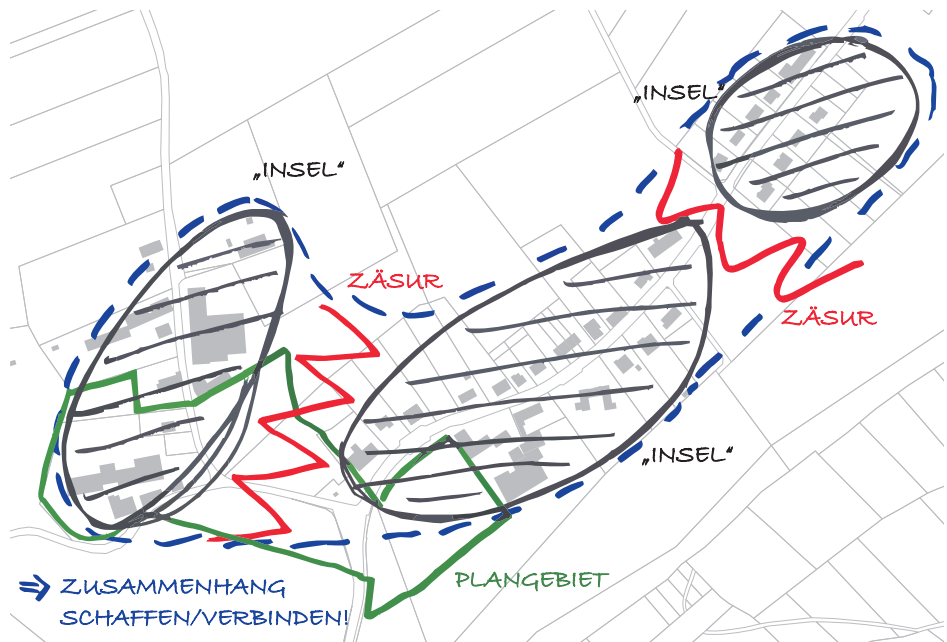 „INSEL“
„INSEL“
ZÄSUR
ZÄSUR
„INSEL“
PLANGEBIET
⇒ ZUSAMMENHANG
SCHAFFEN/VERBINDEN!